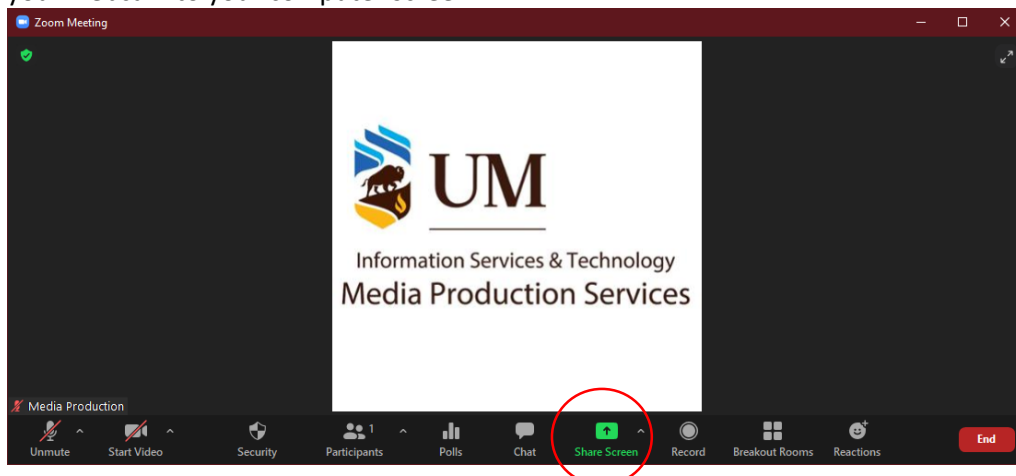 Zoom Meeting
UM
Information Services & Technology
Media Production Services
Media Production
1
Unmute Start Video Security Participants Polls Chat Share Screen Record Breakout Rooms Reactions End